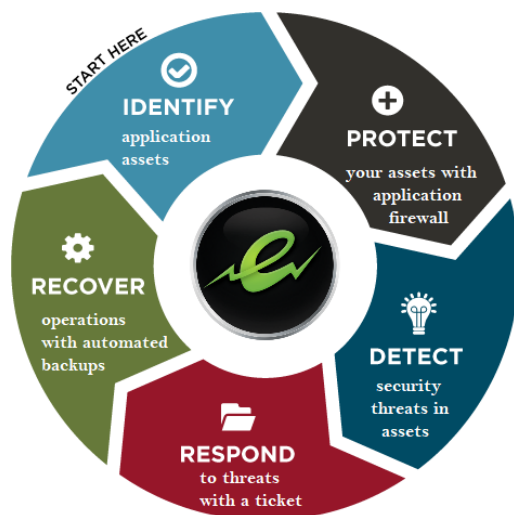 START HERE
IDENTIFY
application
assets
PROTECT
your assets with
application
firewall
DETECT
security
threats in
assets
RESPOND
to threats
with a ticket
RECOVER
operations
with automated
backups
e